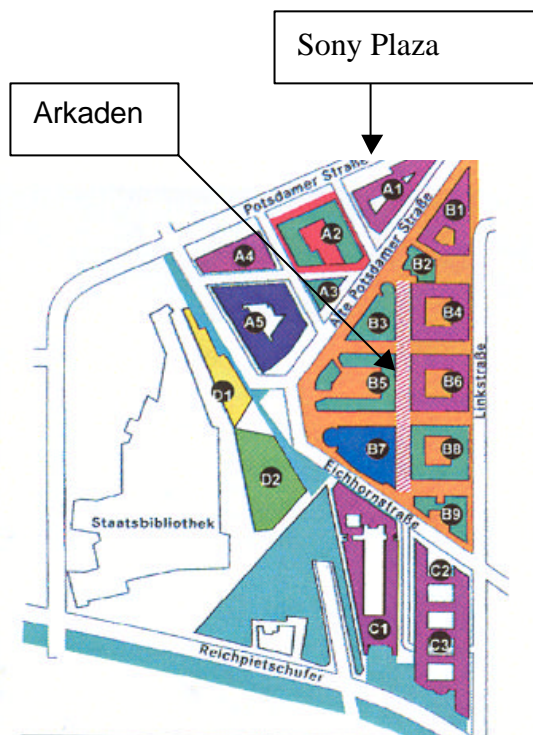 Sony Plaza
Arkaden
Potsdamer Straße
A1
B1
A2
A4
B2
A3
Alte Potsdamer Straße
B3
B4
A5
B5
B6
Linkstraße
D1
B7
B8
D2
Eichhornstraße
B9
Staatsbibliothek
C2
C1
C3
Reichpietschufer